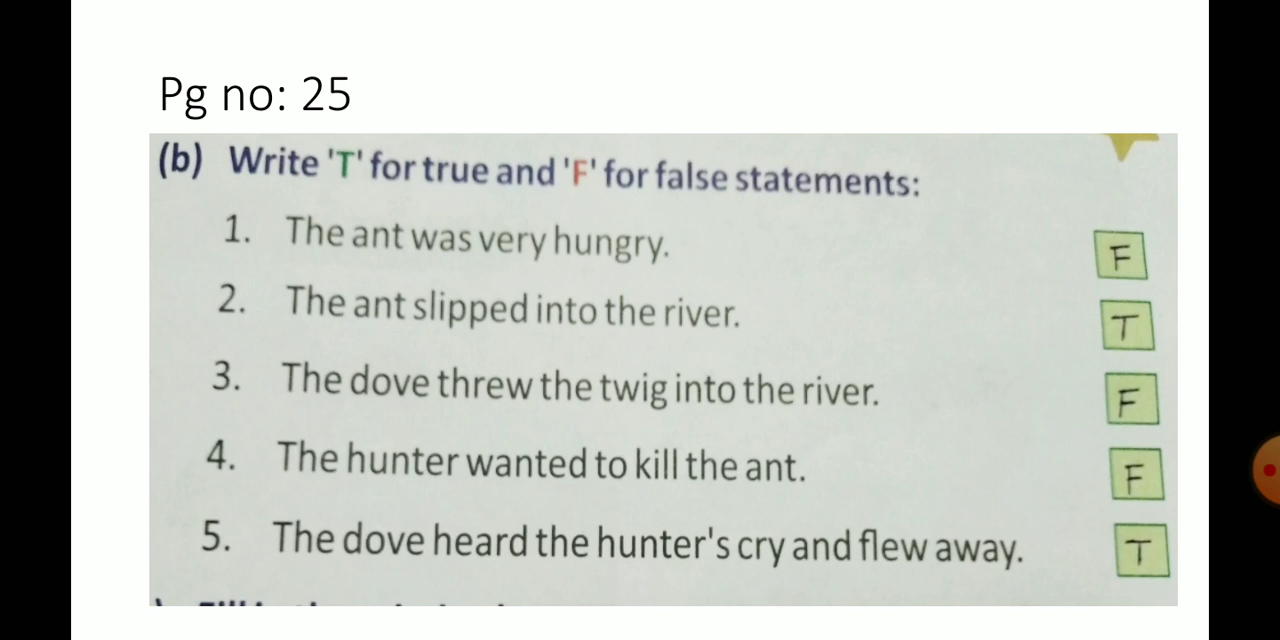 Pg no: 25
(b) Write 'T' for true and 'F' for false statements:
1. The ant was very hungry. F
2. The ant slipped into the river. T
3. The dove threw the twig into the river. F
4. The hunter wanted to kill the ant. F
5. The dove heard the hunter's cry and flew away. T